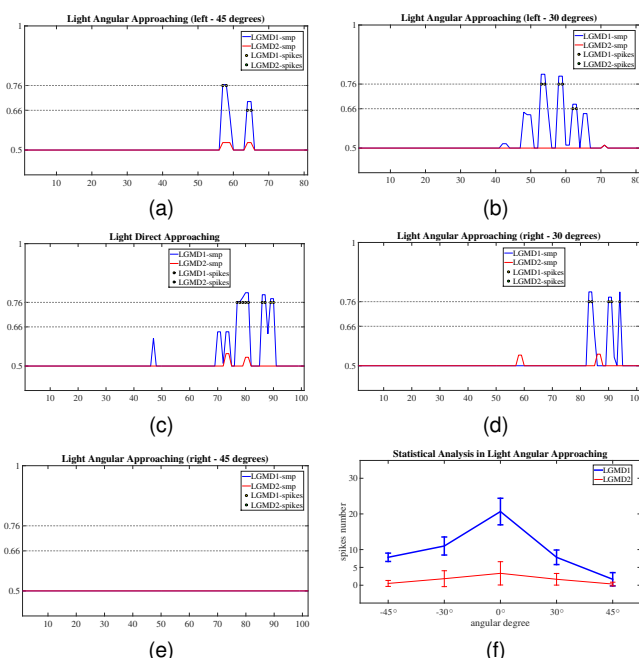 Light Angular Approaching (left - 45 degrees)
1
0.76
0.66
0.5
LGMD1-smp
LGMD2-smp
LGMD1-spikes
LGMD2-spikes
10 20 30 40 50 60 70 80
(a)
Light Angular Approaching (left - 30 degrees)
1
0.76
0.66
0.5
LGMD1-smp
LGMD2-smp
LGMD1-spikes
LGMD2-spikes
10 20 30 40 50 60 70 80
(b)
Light Direct Approaching
1
0.76
0.66
0.5
LGMD1-smp
LGMD2-smp
LGMD1-spikes
LGMD2-spikes
10 20 30 40 50 60 70 80 90 100
(c)
Light Angular Approaching (right - 30 degrees)
1
0.76
0.66
0.5
LGMD1-smp
LGMD2-smp
LGMD1-spikes
LGMD2-spikes
10 20 30 40 50 60 70 80 90 100
(d)
Light Angular Approaching (right - 45 degrees)
1
0.76
0.66
0.5
LGMD1-smp
LGMD2-smp
LGMD1-spikes
LGMD2-spikes
10 20 30 40 50 60 70 80 90 100
(e)
Statistical Analysis in Light Angular Approaching
LGMD1
LGMD2
spikes number
30
20
10
0
-45° -30° 0° 30° 45°
angular degree
(f)